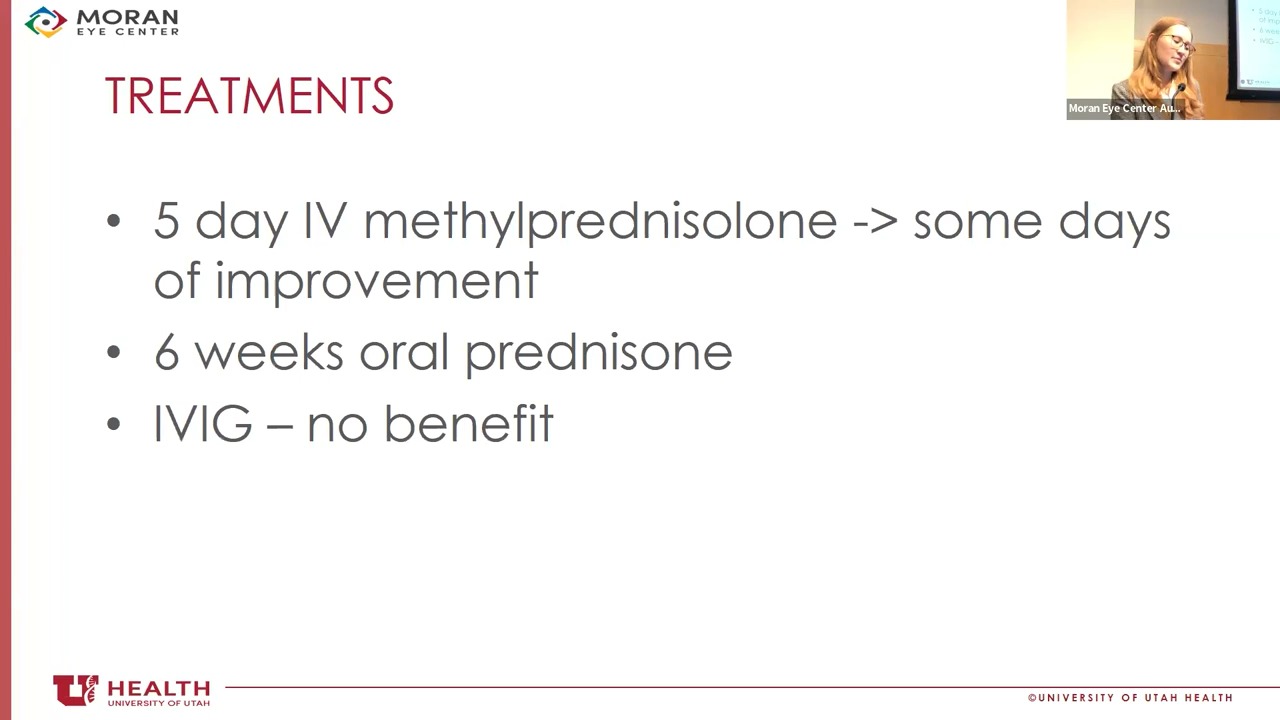 MORAN
EYE CENTER
TREATMENTS
Moran Eye Center Au...
• 5 day IV methylprednisolone -> some days
of improvement
• 6 weeks oral prednisone
• IVIG – no benefit
U HEALTH
UNIVERSITY OF UTAH
©UNIVERSITY OF UTAH HEALTH